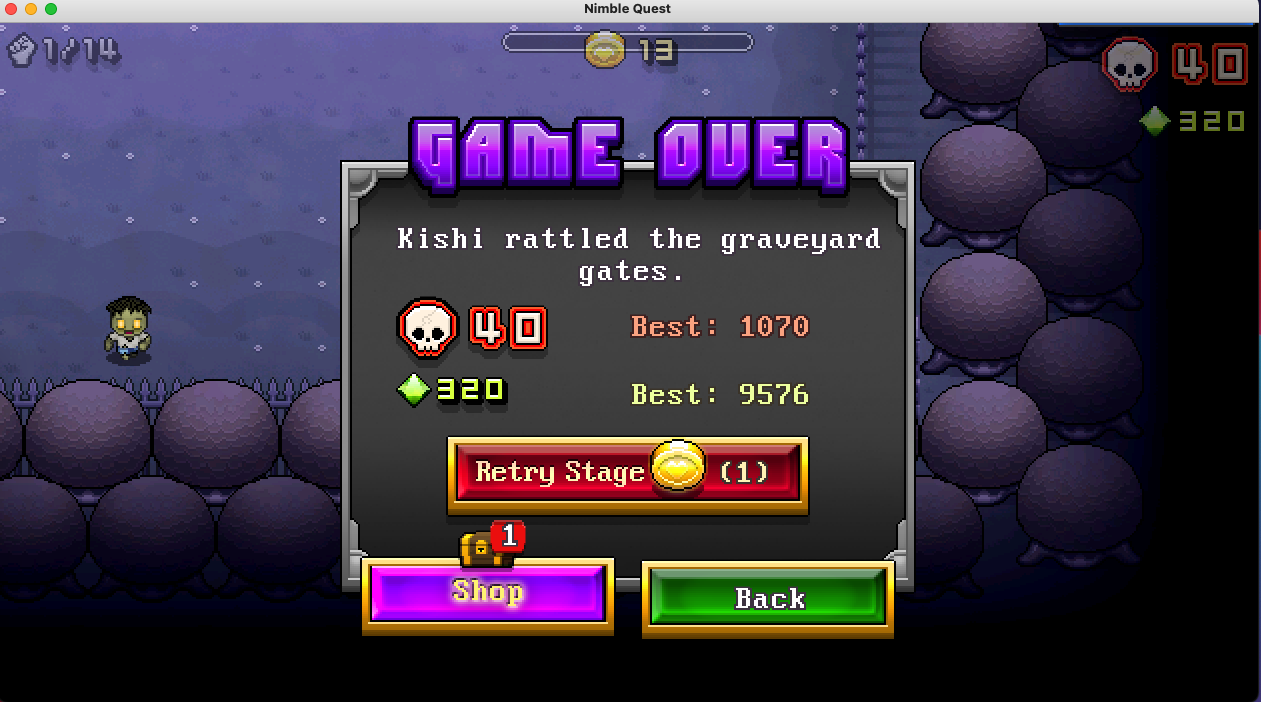 Nimble Quest
1/14
13
40
320
GAME OVER
Kishi rattled the graveyard
gates.
40
Best: 1070
320
Best: 9576
Retry Stage (1)
1
Shop
Back